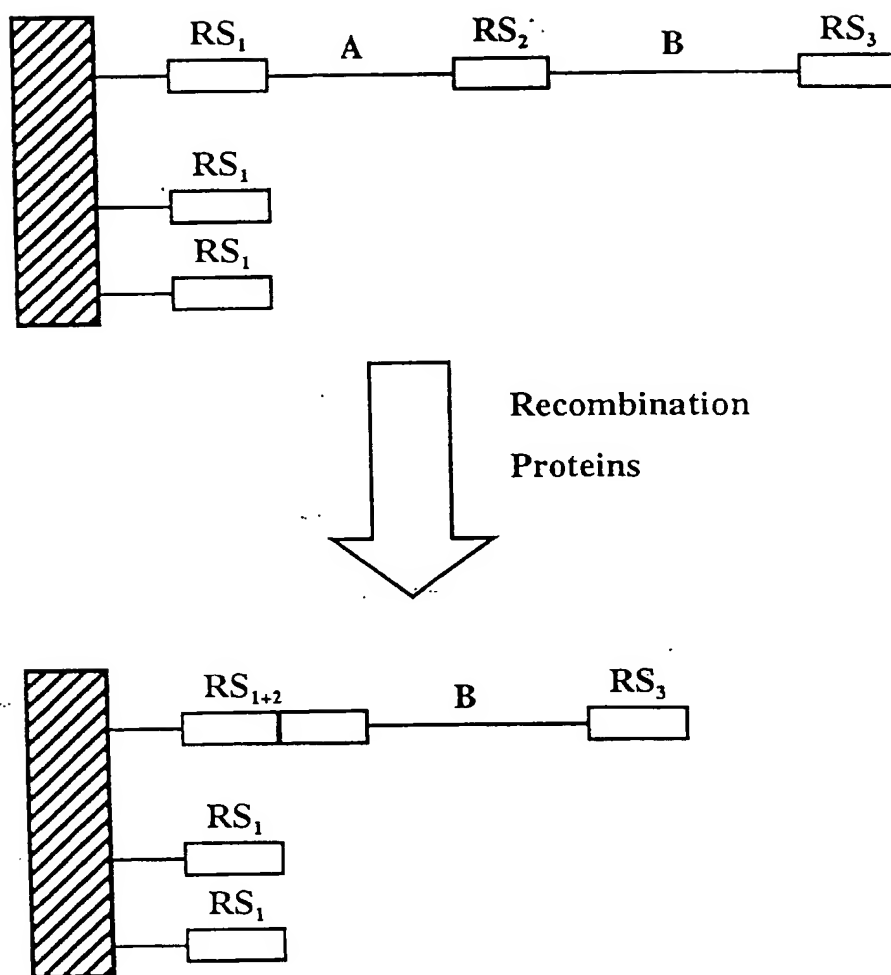 RS₁ A RS₂ B RS₃
RS₁
RS₁
Recombination
Proteins
RS₁₊₂ B RS₃
RS₁
RS₁